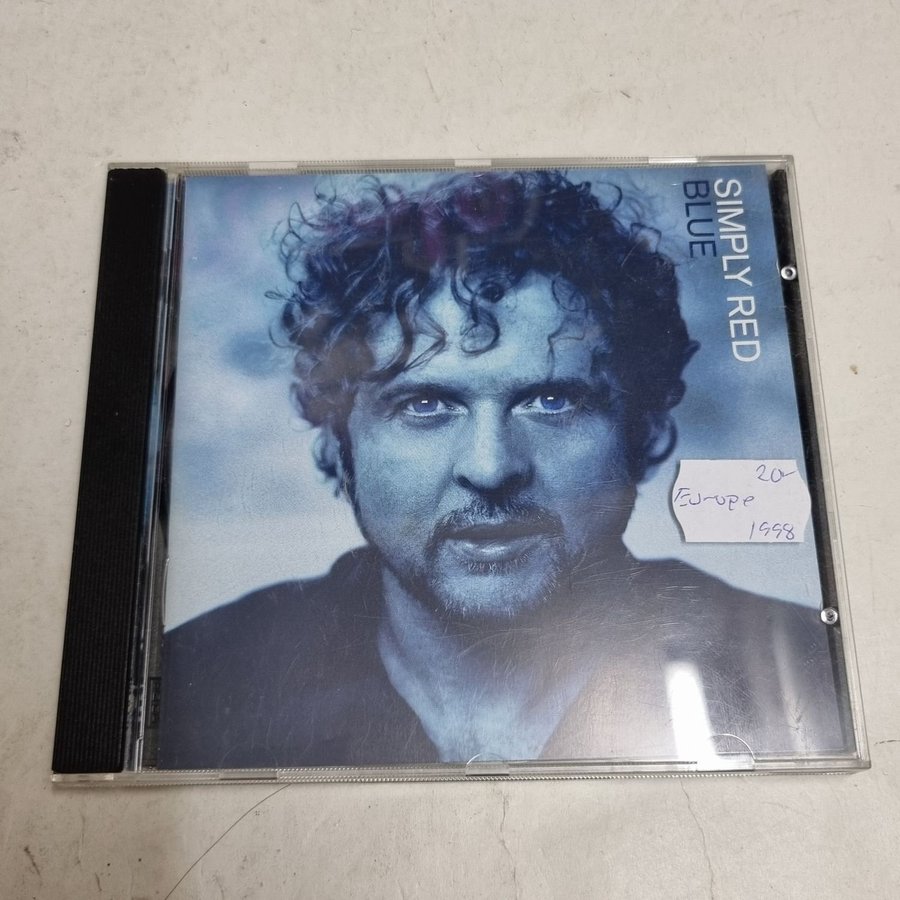 SIMPLY RED
BLUE
20-
Europe
1998